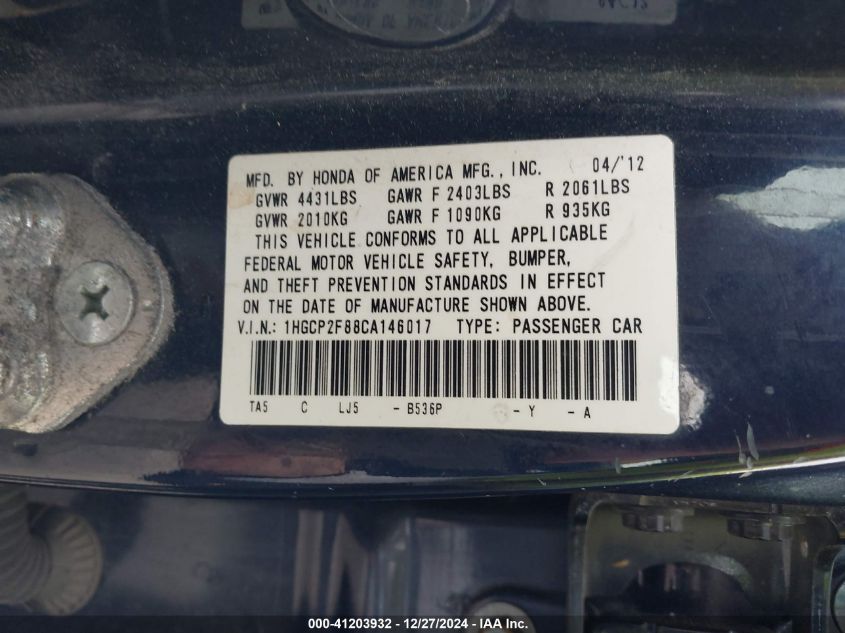 MFD. BY HONDA OF AMERICA MFG., INC. 04/'12
GVWR 4431LBS GAWR F 2403LBS R 2061LBS
GVWR 2010KG GAWR F 1090KG R 935KG
THIS VEHICLE CONFORMS TO ALL APPLICABLE
FEDERAL MOTOR VEHICLE SAFETY, BUMPER,
AND THEFT PREVENTION STANDARDS IN EFFECT
ON THE DATE OF MANUFACTURE SHOWN ABOVE.
V.I.N.: 1HGCP2F88CA146017 TYPE: PASSENGER CAR
TA5 C LJ5 - B536P - Y - A
000-41203932 - 12/27/2024 - IAA Inc.